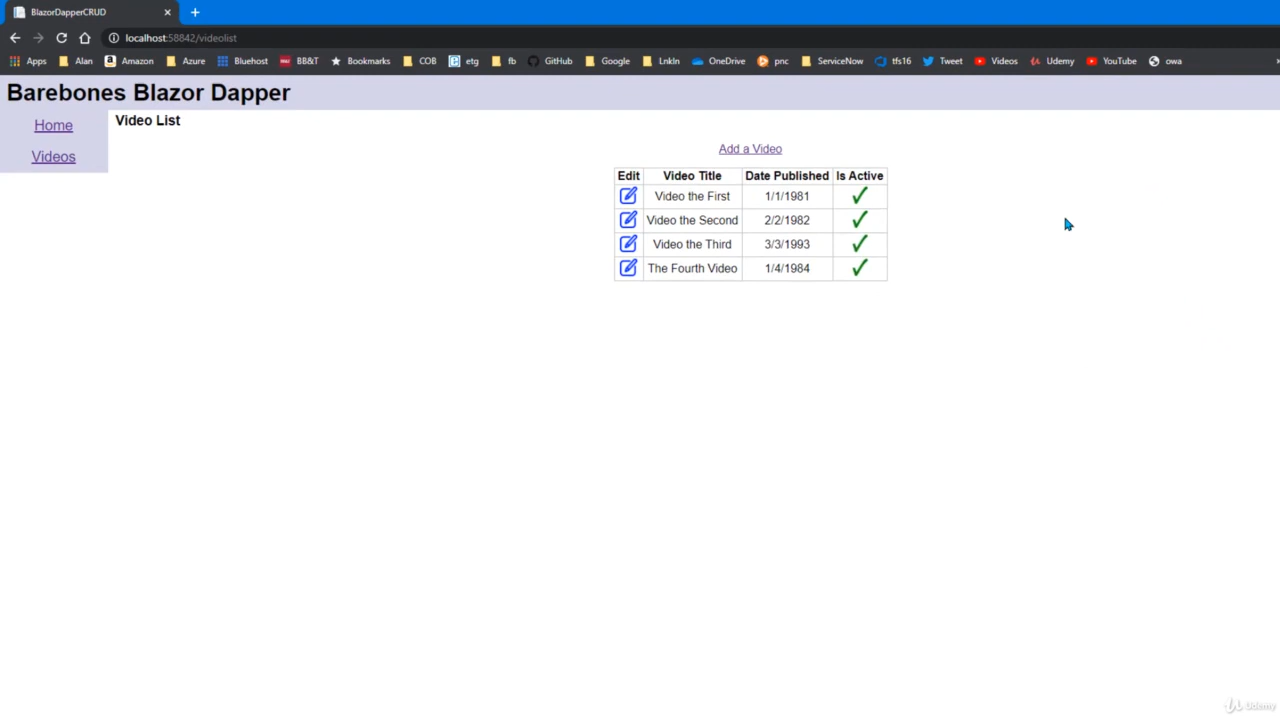 BlazorDapperCRUD
localhost:58842/videolist
Apps Alan Amazon Azure Bluehost BB&T Bookmarks COB etg fb GitHub Google LnkIn OneDrive pnc ServiceNow tfs16 Tweet Videos Udemy YouTube owa
Barebones Blazor Dapper
Home
Videos
Video List
Add a Video
Edit Video Title Date Published Is Active
Video the First 1/1/1981
Video the Second 2/2/1982
Video the Third 3/3/1993
The Fourth Video 1/4/1984
Udemy